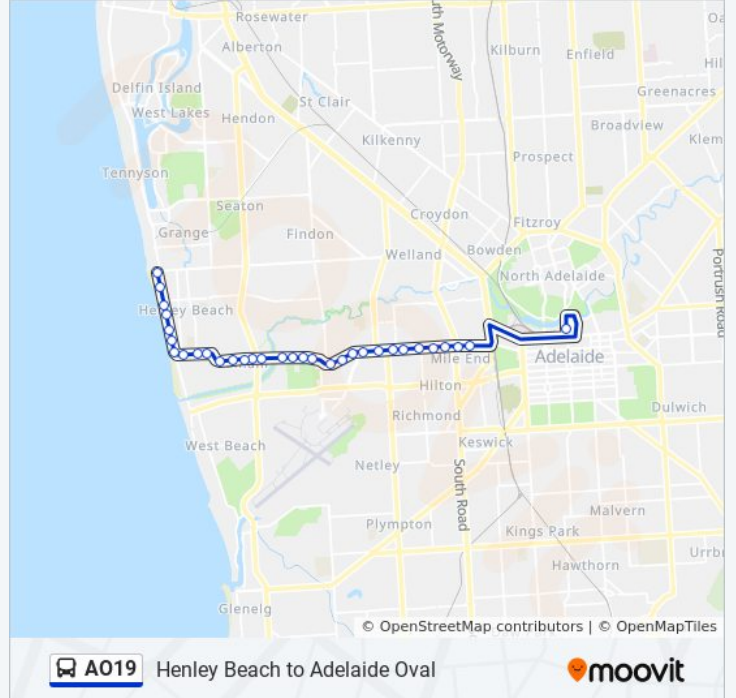 Rosewater
Alberton
South Motorway
Kilburn
Enfield
Delfin Island
St Clair
Greenacres
West Lakes
Hendon
Broadview
Kilkenny
Klem
Prospect
Tennyson
Seaton
Croydon
Grange
Findon
Fitzroy
Welland
Bowden
North Adelaide
Portrush Road
Henley Beach
Mile End
Adelaide
Hilton
Dulwich
Richmond
West Beach
Keswick
Netley
South Road
Malvern
Plympton
Kings Park
Urrb
Hawthorn
Glenelg
© OpenStreetMap contributors | © OpenMapTiles
AO19 Henley Beach to Adelaide Oval moovit